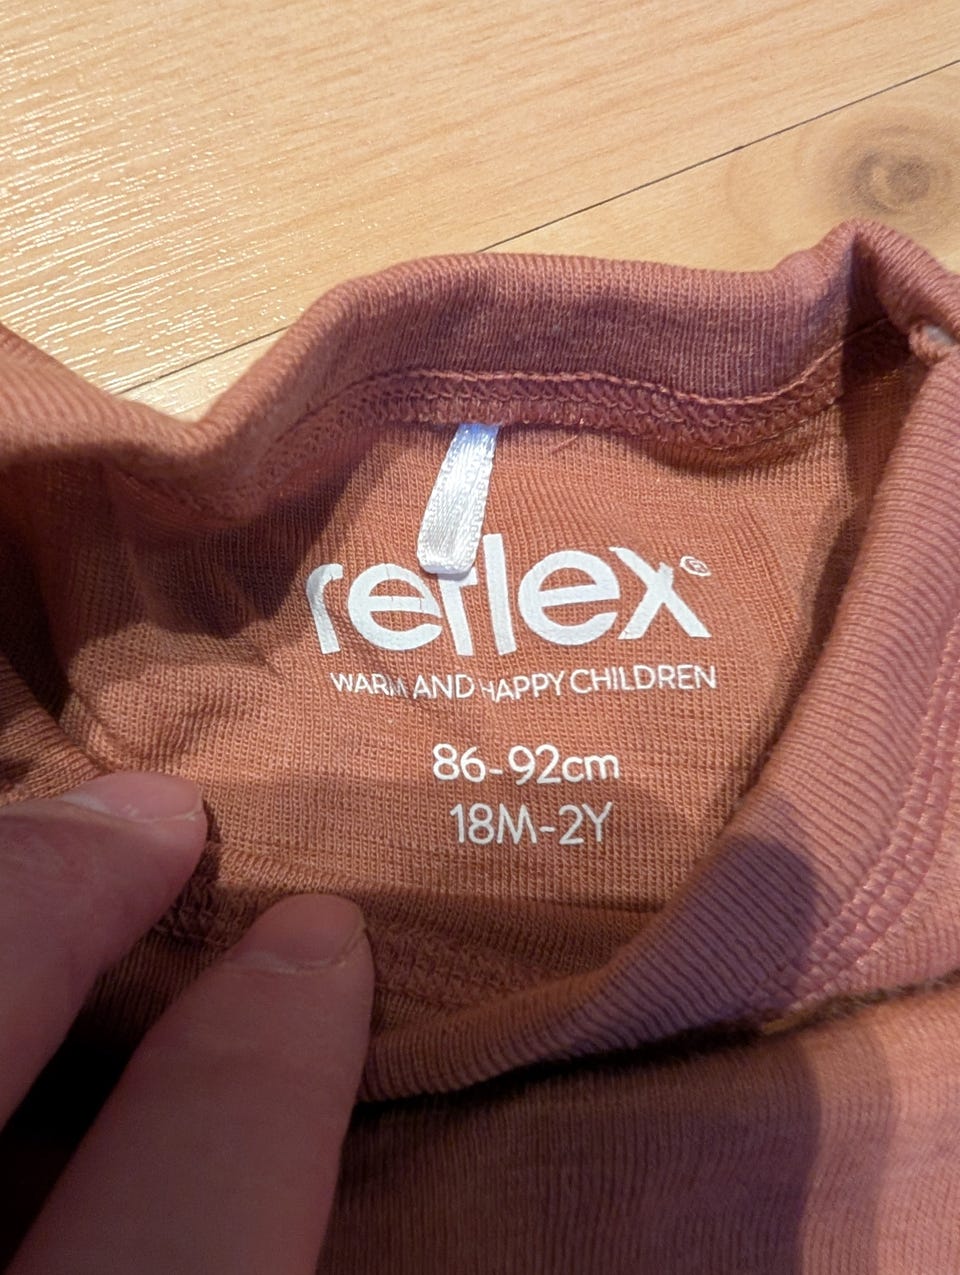 reflex®
WARM AND HAPPY CHILDREN
86-92cm
18M-2Y